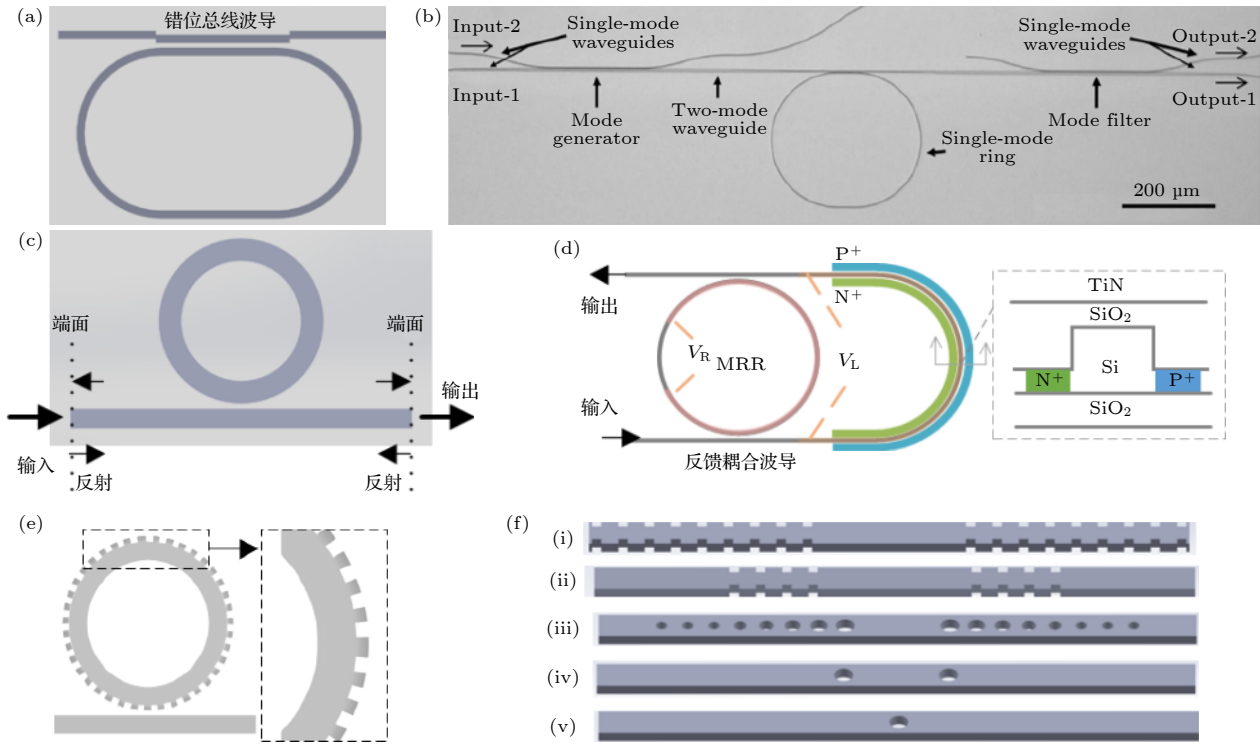 (a)
错位总线波导
(b)
Input-2
Single-mode
waveguides
Single-mode
waveguides
Output-2
Input-1
Mode
generator
Two-mode
waveguide
Single-mode
ring
Mode filter
Output-1
200 μm
(c)
端面
端面
输入
反射
反射
输出
(d)
P+
N+
输出
VR
MRR
VL
输入
反馈耦合波导
TiN
SiO2
Si
N+
P+
SiO2
(e)
(f)
(i)
(ii)
(iii)
(iv)
(v)